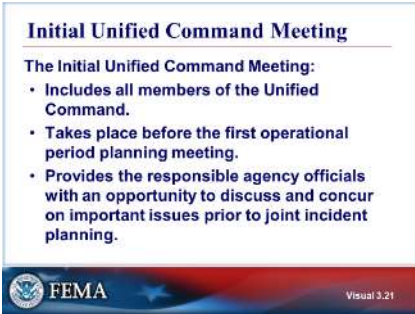 Initial Unified Command Meeting
The Initial Unified Command Meeting:
• Includes all members of the Unified
Command.
• Takes place before the first operational
period planning meeting.
• Provides the responsible agency officials
with an opportunity to discuss and concur
on important issues prior to joint incident
planning.
FEMA
Visual 3.21